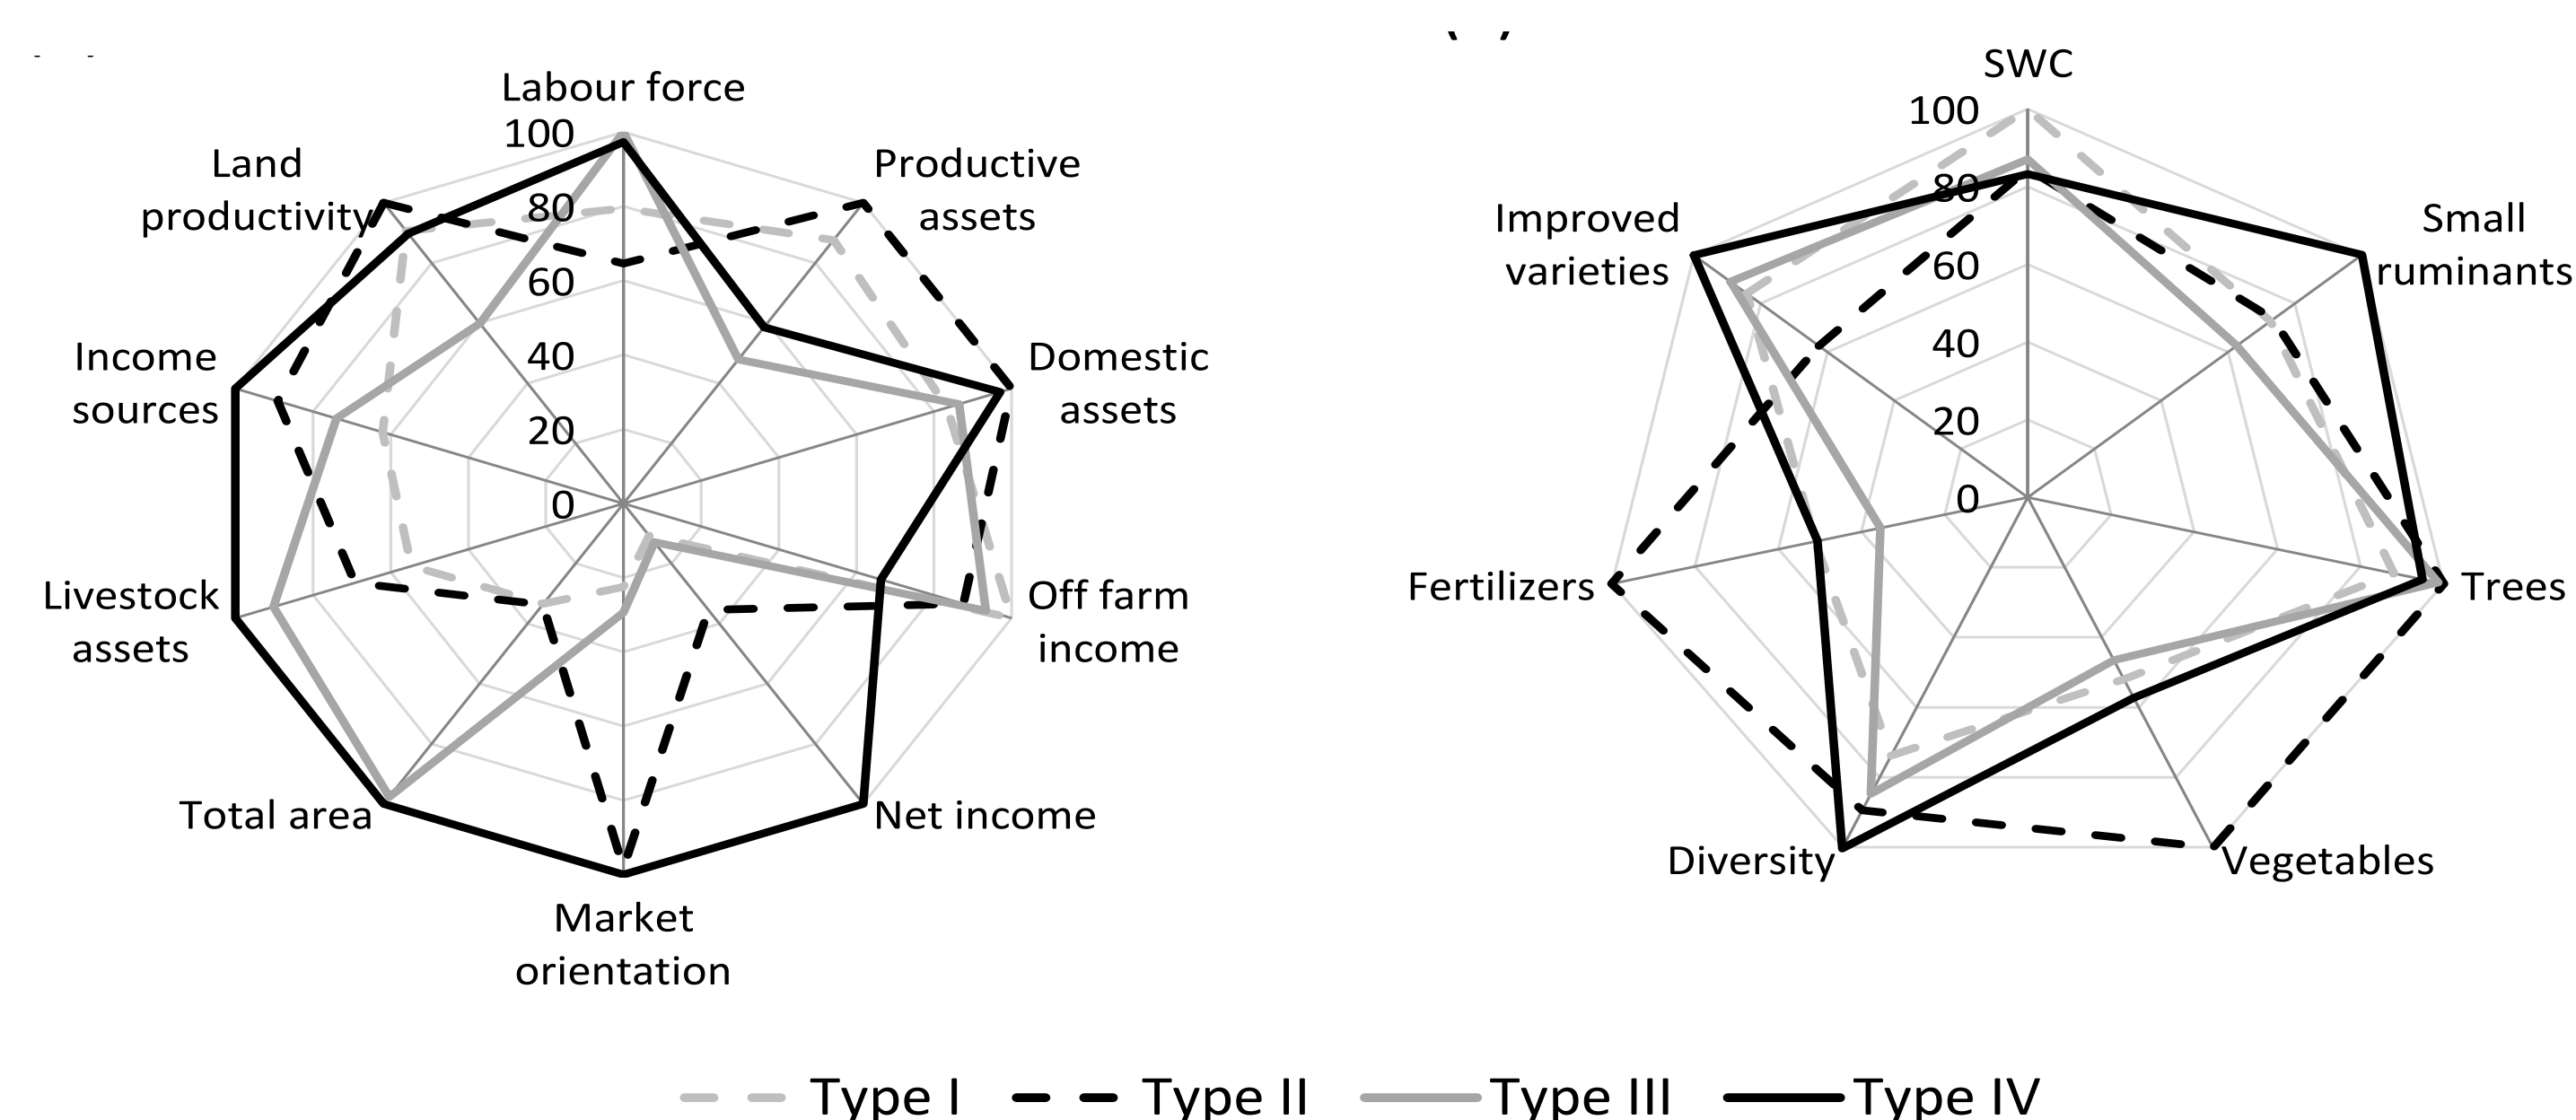 Labour force
100
80
60
40
20
0
Productive
assets
Domestic
assets
Off farm
income
Net income
Market
orientation
Total area
Livestock
assets
Income
sources
Land
productivity
SWC
100
80
60
40
20
0
Small
ruminants
Trees
Vegetables
Diversity
Fertilizers
Improved
varieties
Type I
Type II
Type III
Type IV